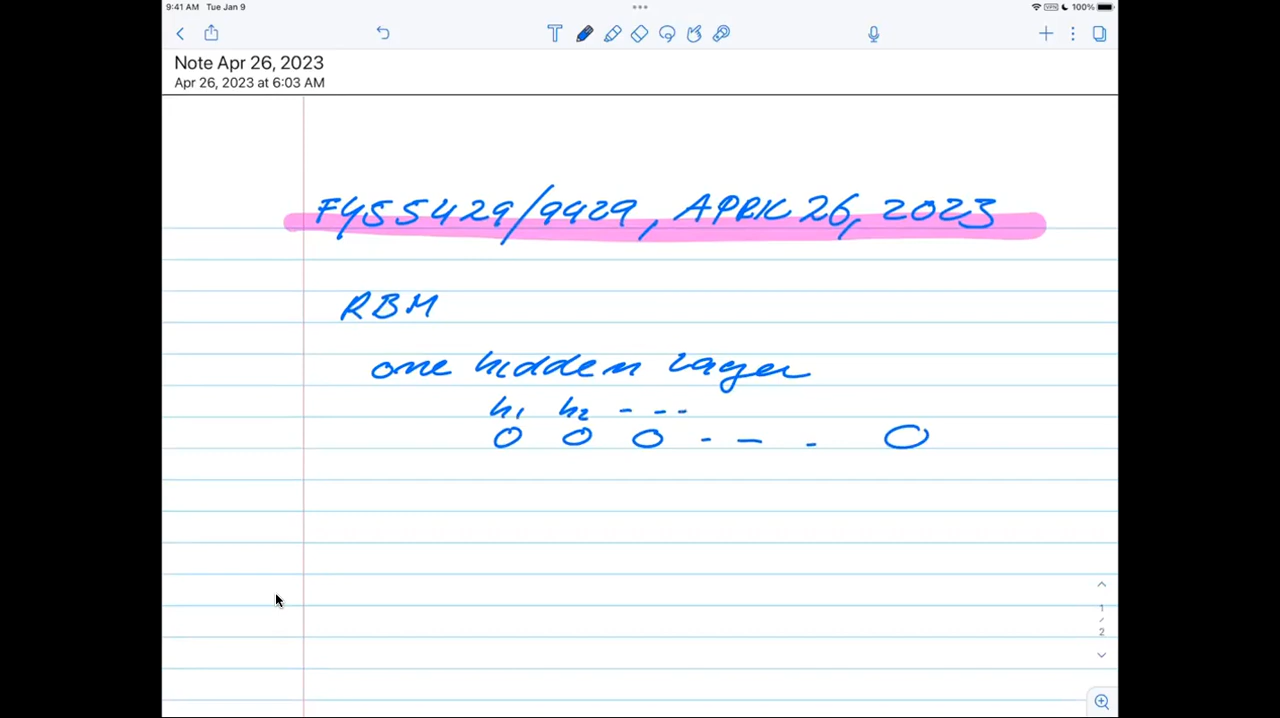 9:41 AM Tue Jan 9
VPN 100%
T
Note Apr 26, 2023
Apr 26, 2023 at 6:03 AM
FYS5429/9429, APRIL 26, 2023
RBM
one hidden layer
h1 h2 - - -
O O O - - - O
1
/
2